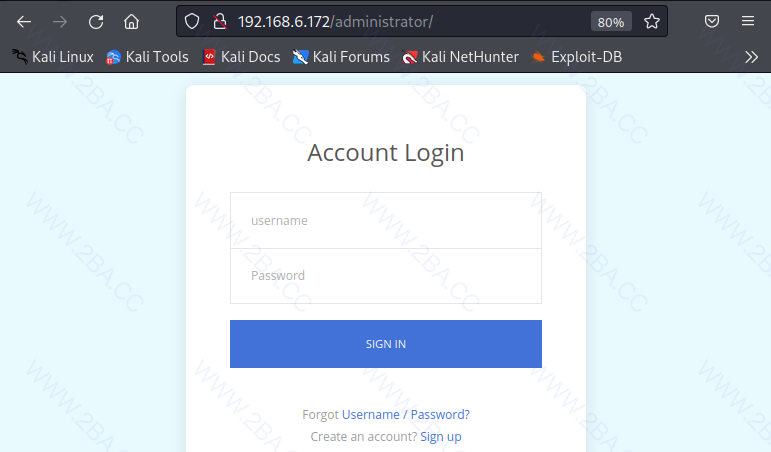 192.168.6.172/administrator/
80%
Kali Linux Kali Tools Kali Docs Kali Forums Kali NetHunter Exploit-DB
Account Login
username
Password
SIGN IN
Forgot Username / Password?
Create an account? Sign up
WWW.2BA.CC